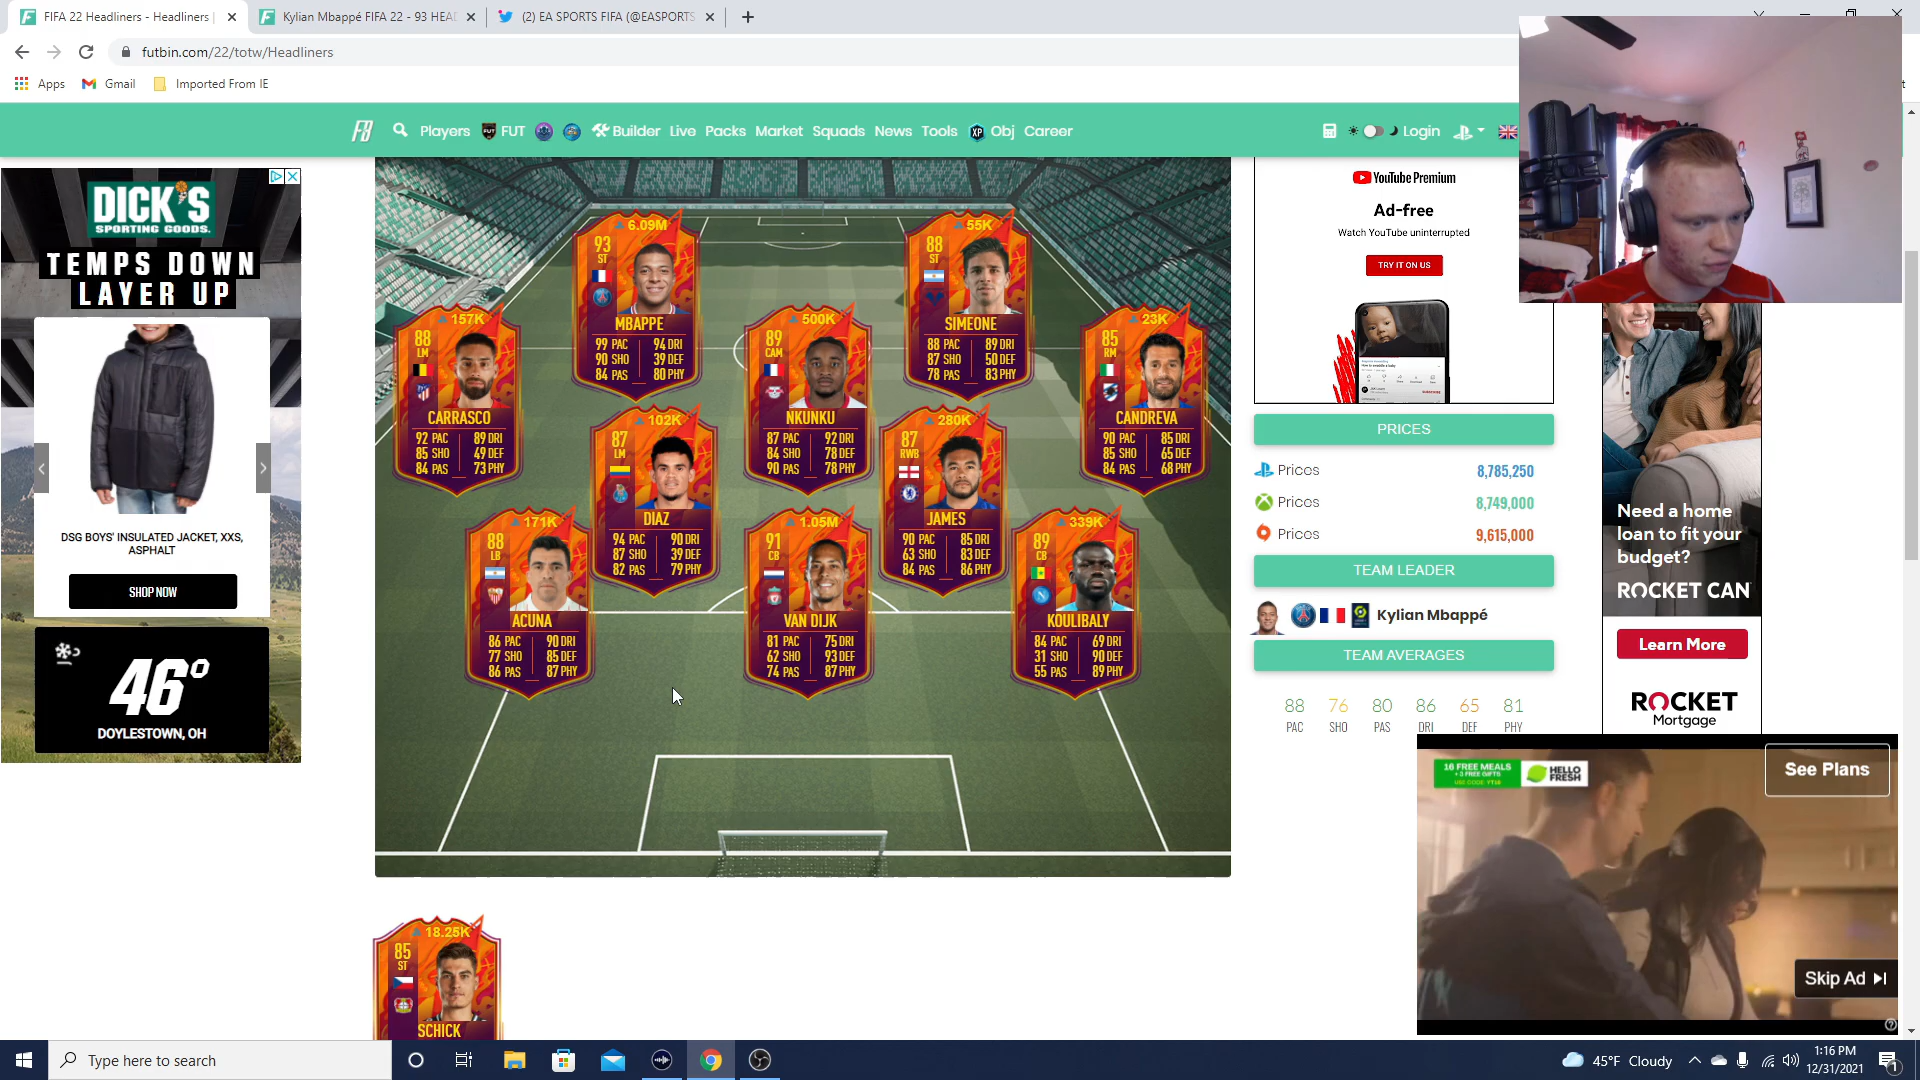 FIFA 22 Headliners - Headliners |
Kylian Mbappé FIFA 22 - 93 HEAD
(2) EA SPORTS FIFA (@EASPORTS
futbin.com/22/totw/Headliners
Apps
Gmail
Imported From IE
Players
FUT
Builder
Live
Packs
Market
Squads
News
Tools
XP
Obj
Career
Login
DICK'S
SPORTING GOODS.
TEMPS DOWN
LAYER UP
DSG BOYS' INSULATED JACKET, XXS,
ASPHALT
SHOP NOW
46°
DOYLESTOWN, OH
6.09M
93
ST
MBAPPE
99 PAC 94 DRI
90 SHO 39 DEF
84 PAS 80 PHY
55K
88
ST
SIMEONE
88 PAC 89 DRI
87 SHO 50 DEF
78 PAS 83 PHY
157K
88
LM
CARRASCO
92 PAC 89 DRI
85 SHO 49 DEF
84 PAS 73 PHY
500K
89
CAM
NKUNKU
87 PAC 92 DRI
84 SHO 78 DEF
90 PAS 78 PHY
23K
85
RM
CANDREVA
90 PAC 85 DRI
85 SHO 65 DEF
84 PAS 68 PHY
102K
87
LM
DIAZ
94 PAC 90 DRI
87 SHO 39 DEF
82 PAS 79 PHY
280K
87
RWB
JAMES
90 PAC 85 DRI
63 SHO 83 DEF
84 PAS 86 PHY
171K
88
LB
ACUNA
86 PAC 90 DRI
77 SHO 85 DEF
86 PAS 87 PHY
1.05M
91
CB
VAN DIJK
81 PAC 75 DRI
62 SHO 93 DEF
74 PAS 87 PHY
339K
89
CB
KOULIBALY
84 PAC 69 DRI
31 SHO 90 DEF
55 PAS 89 PHY
18.25K
85
ST
SCHICK
YouTube Premium
Ad-free
Watch YouTube uninterrupted
TRY IT ON US
PRICES
Prices 8,785,250
Prices 8,749,000
Prices 9,615,000
TEAM LEADER
Kylian Mbappé
TEAM AVERAGES
88 76 80 86 65 81
PAC SHO PAS DRI DEF PHY
Need a home
loan to fit your
budget?
ROCKET CAN
Learn More
ROCKET
Mortgage
16 FREE MEALS
+ 3 FREE GIFTS
HELLO
FRESH
See Plans
Skip Ad
Type here to search
45°F Cloudy
1:16 PM
12/31/2021
1